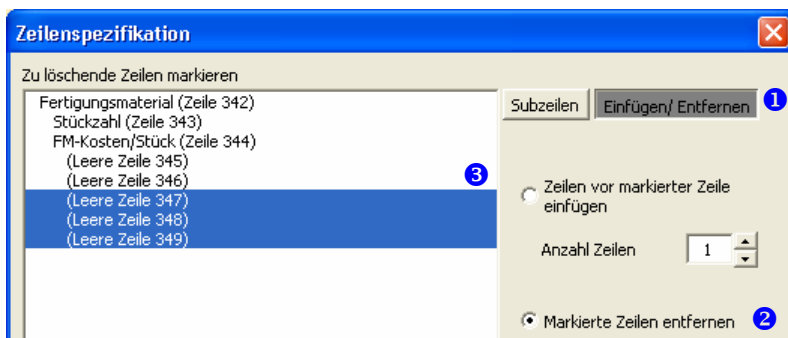 Zeilenspezifikation
Zu löschende Zeilen markieren
Fertigungsmaterial (Zeile 342)
Stückzahl (Zeile 343)
FM-Kosten/Stück (Zeile 344)
(Leere Zeile 345)
(Leere Zeile 346)
(Leere Zeile 347)
(Leere Zeile 348)
(Leere Zeile 349)
3
Subzeilen Einfügen/ Entfernen 1
Zeilen vor markierter Zeile
einfügen
Anzahl Zeilen 1
Markierte Zeilen entfernen 2